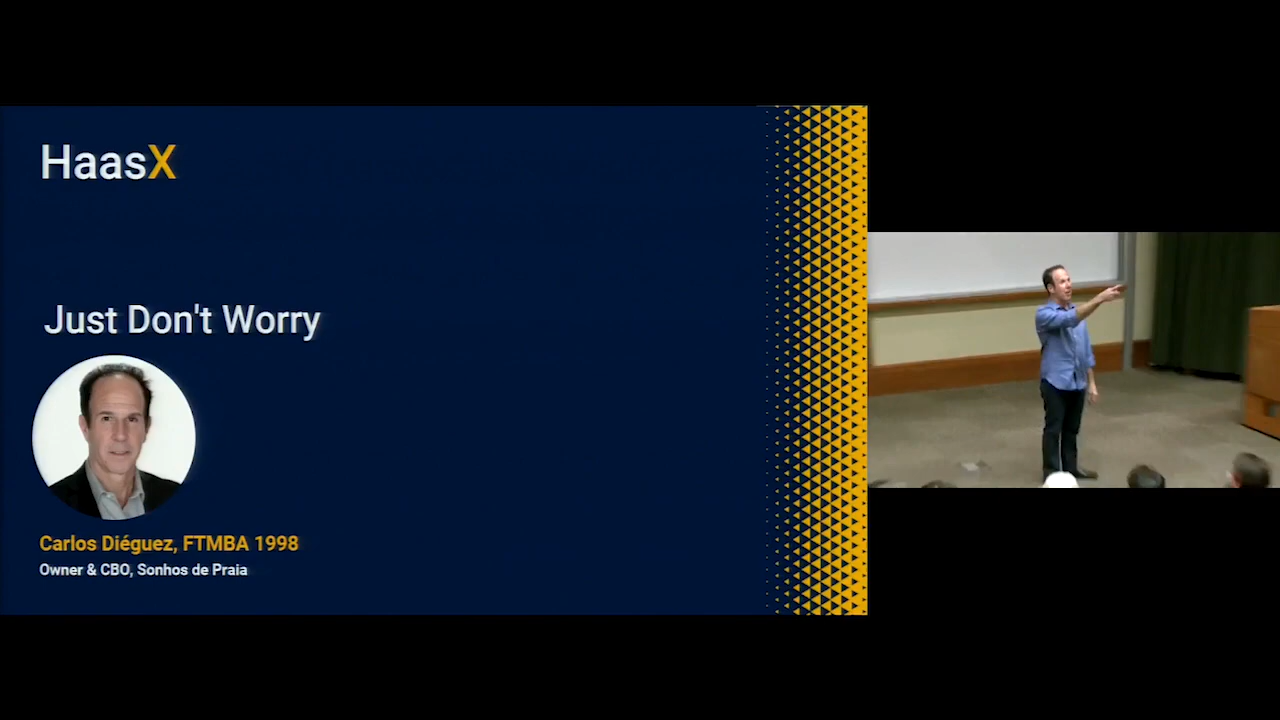 HaasX
Just Don't Worry
Carlos Diéguez, FTMBA 1998
Owner & CBO, Sonhos de Praia